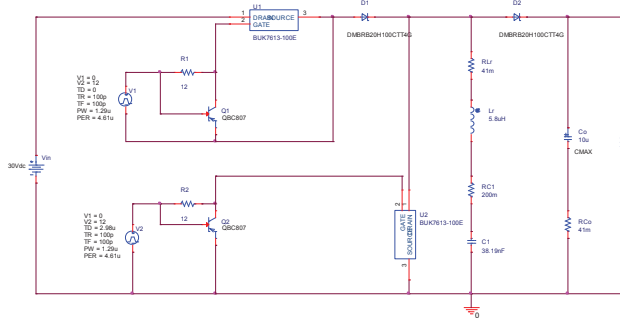 U1
1
2
DRAIN SOURCE
GATE
3
BUK7613-100E
D1
DMBRB20H100CTT4G
D2
DMBRB20H100CTT4G
R1
12
V1 = 0
V2 = 12
TD = 0
TR = 100p
TF = 100p
PW = 1.29u
PER = 4.61u
V1
Q1
QBC807
RLr
41m
Lr
5.8uH
Co
10u
CMAX
Vin
30Vdc
R2
12
V1 = 0
V2 = 12
TD = 2.98u
TR = 100p
TF = 100p
PW = 1.29u
PER = 4.61u
V2
Q2
QBC807
2
1
GATE
SOURCE DRAIN
3
U2
BUK7613-100E
RC1
200m
C1
38.19nF
RCo
41m
0